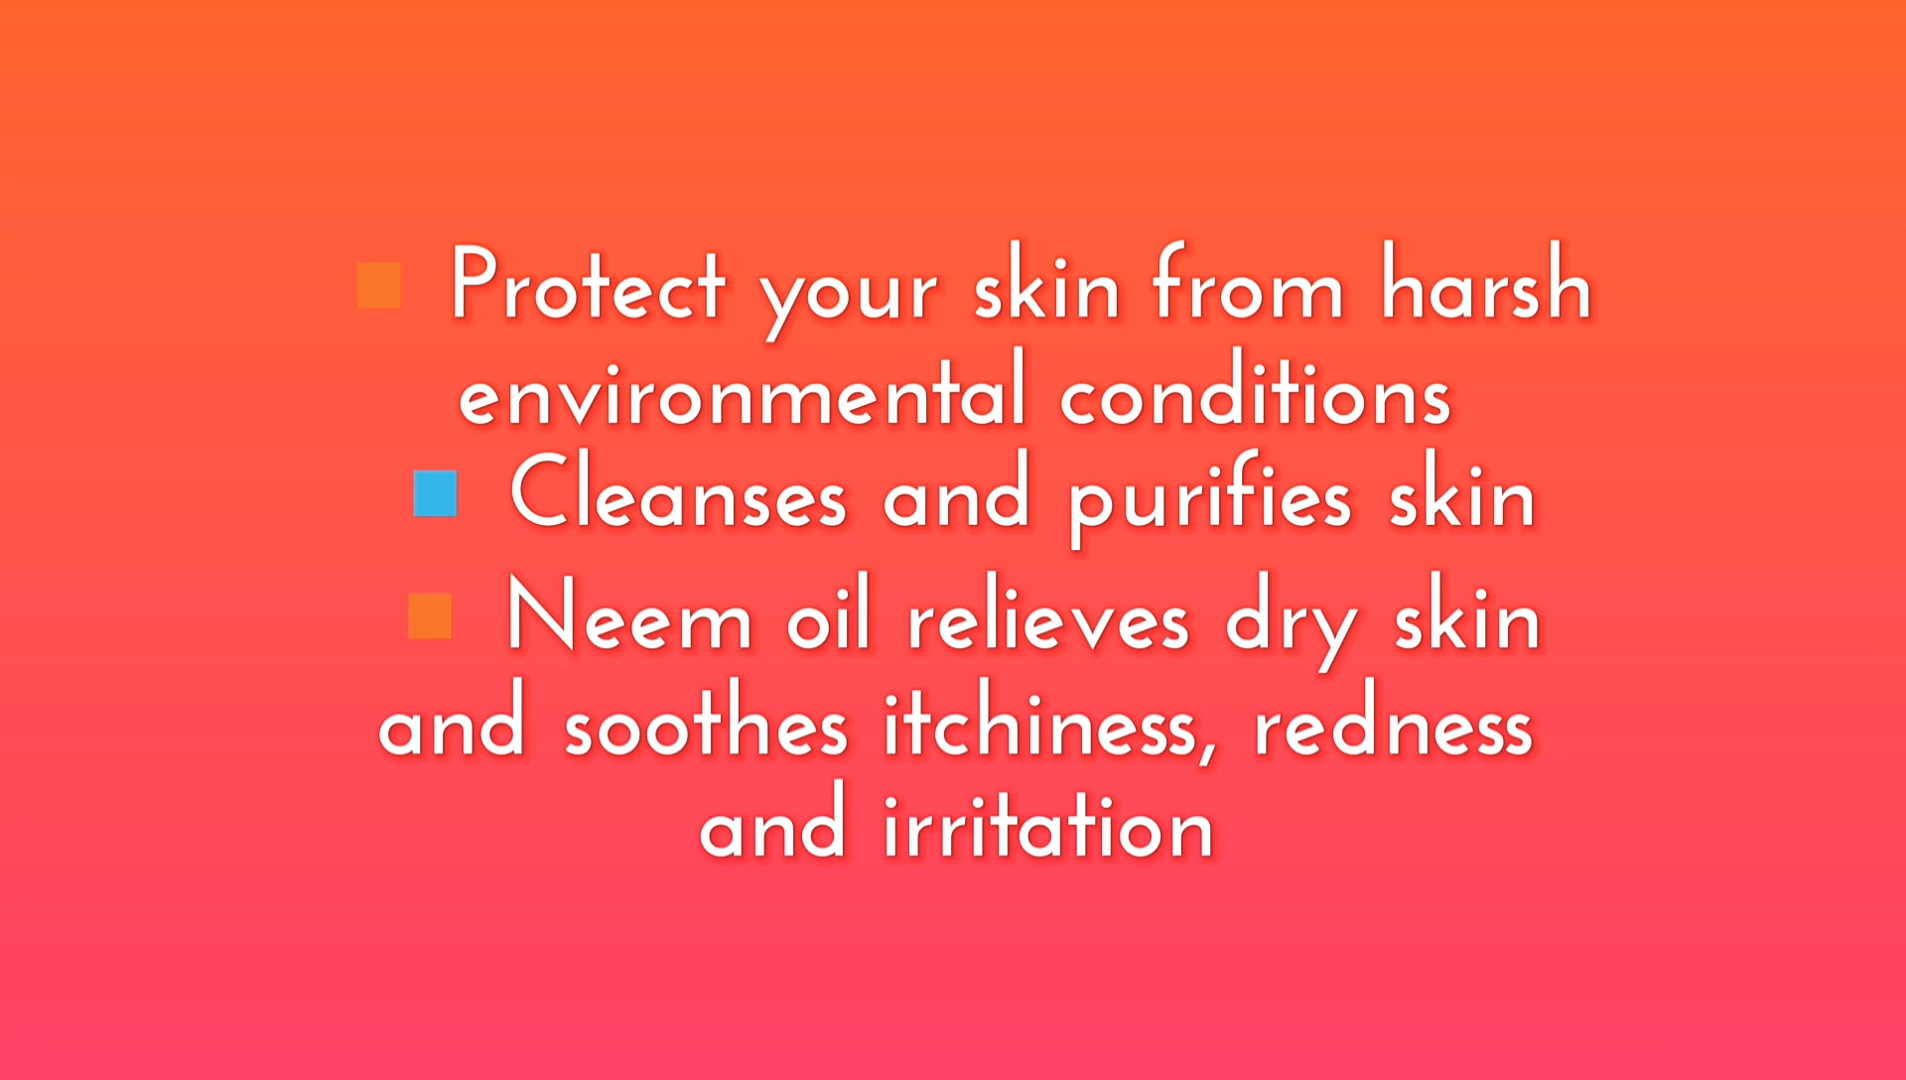 Protect your skin from harsh
environmental conditions
Cleanses and purifies skin
Neem oil relieves dry skin
and soothes itchiness, redness
and irritation